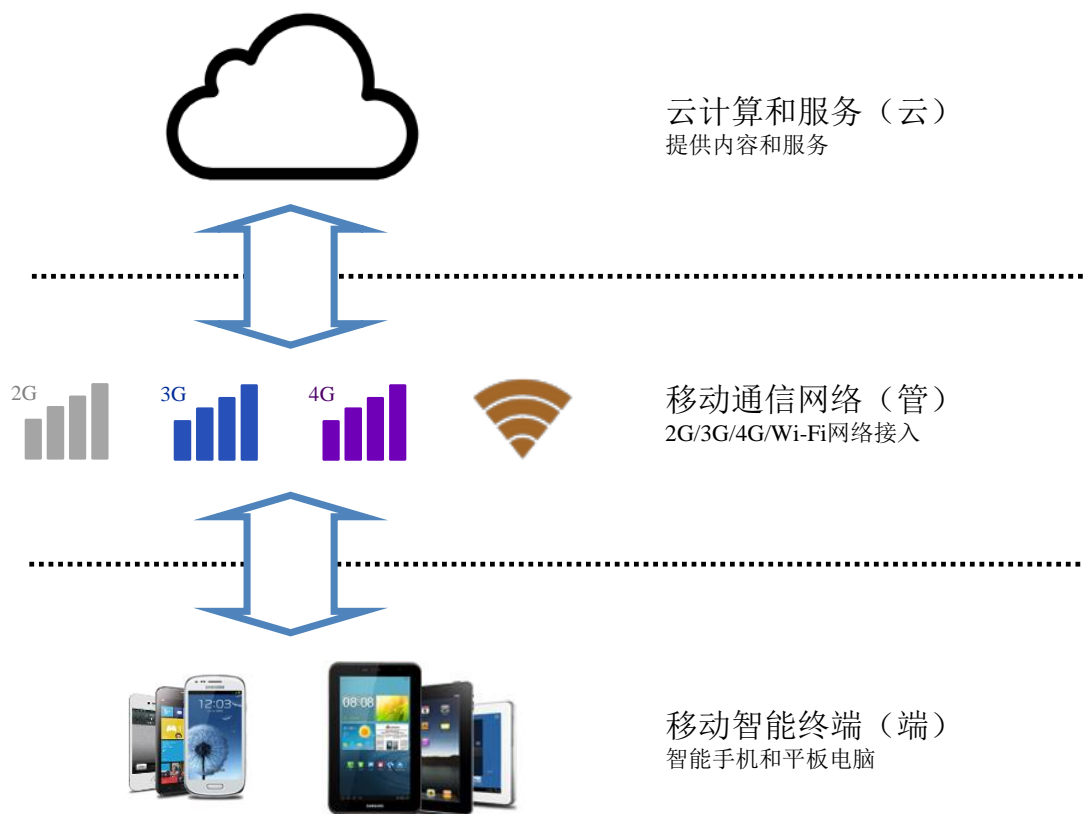 云计算和服务（云）
提供内容和服务
2G
3G
4G
移动通信网络（管）
2G/3G/4G/Wi-Fi网络接入
12:03
08:08
SAMSUNG
移动智能终端（端）
智能手机和平板电脑